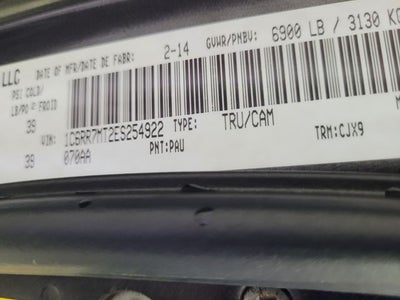 LLC DATE OF MFR/DATE DE FABR: 2-14 GVWR/PNBV: 6900 LB / 3130 KG
PSI COLD/
LB/PO² FROID
39 VIN: 1C6RR7MT2ES254922 TYPE: TRU/CAM
39 070AA PNT:PAU TRM:CJX9